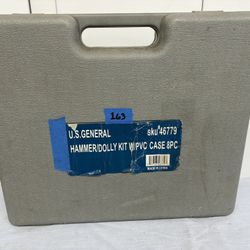 163
U.S.GENERAL sku#46779
HAMMER/DOLLY KIT W/PVC CASE 8PC